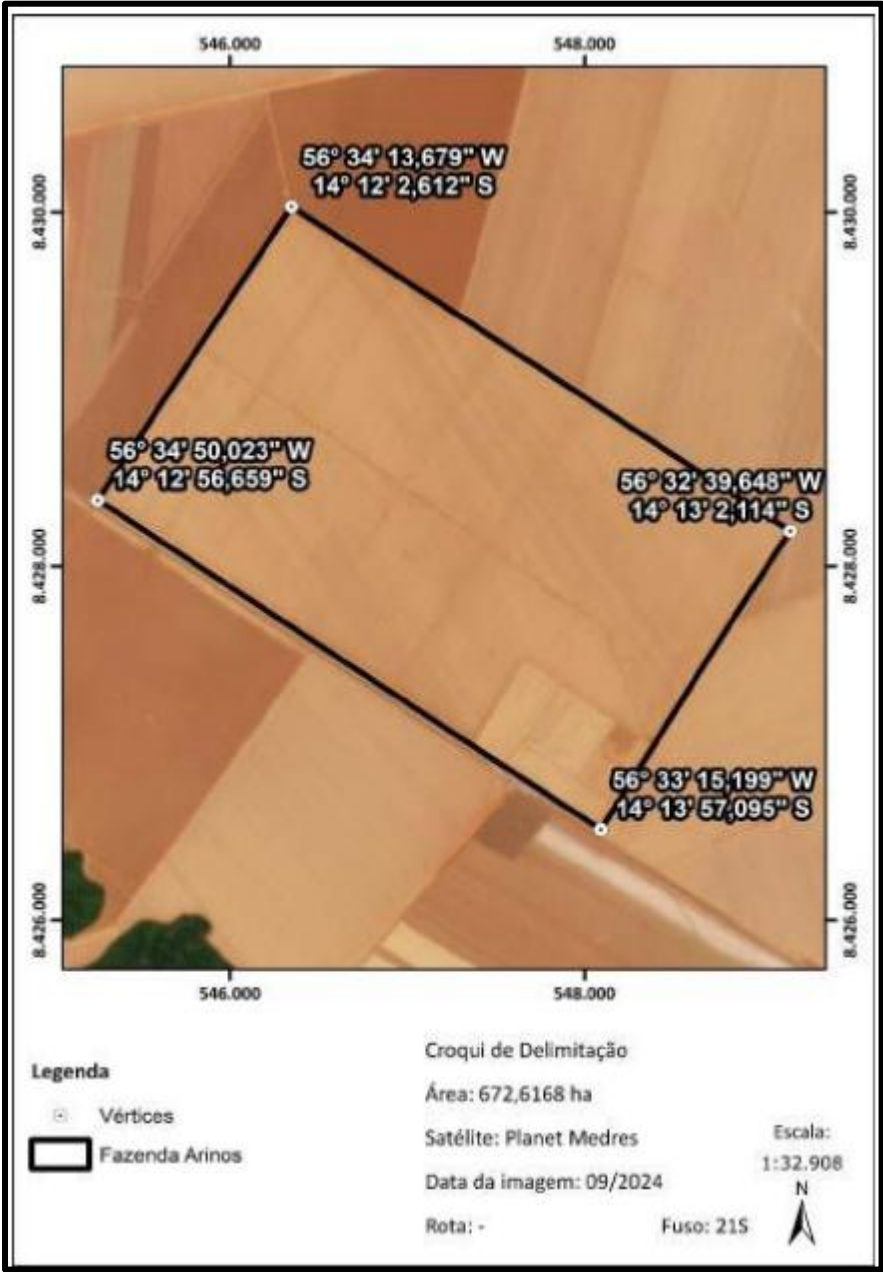 546.000
548.000
56° 34' 13,679" W
14° 12' 2,612" S
8.430.000
8.430.000
56° 34' 50,023" W
14° 12' 56,659" S
56° 32' 39,648" W
14° 13' 2,114" S
8.428.000
8.428.000
56° 33' 15,199" W
14° 13' 57,095" S
8.426.000
8.426.000
546.000
548.000
Legenda
Vértices
Fazenda Arinos
Croqui de Delimitação
Área: 672,6168 ha
Satélite: Planet Medres
Data da imagem: 09/2024
Rota: -
Fuso: 21S
Escala:
1:32.908
N